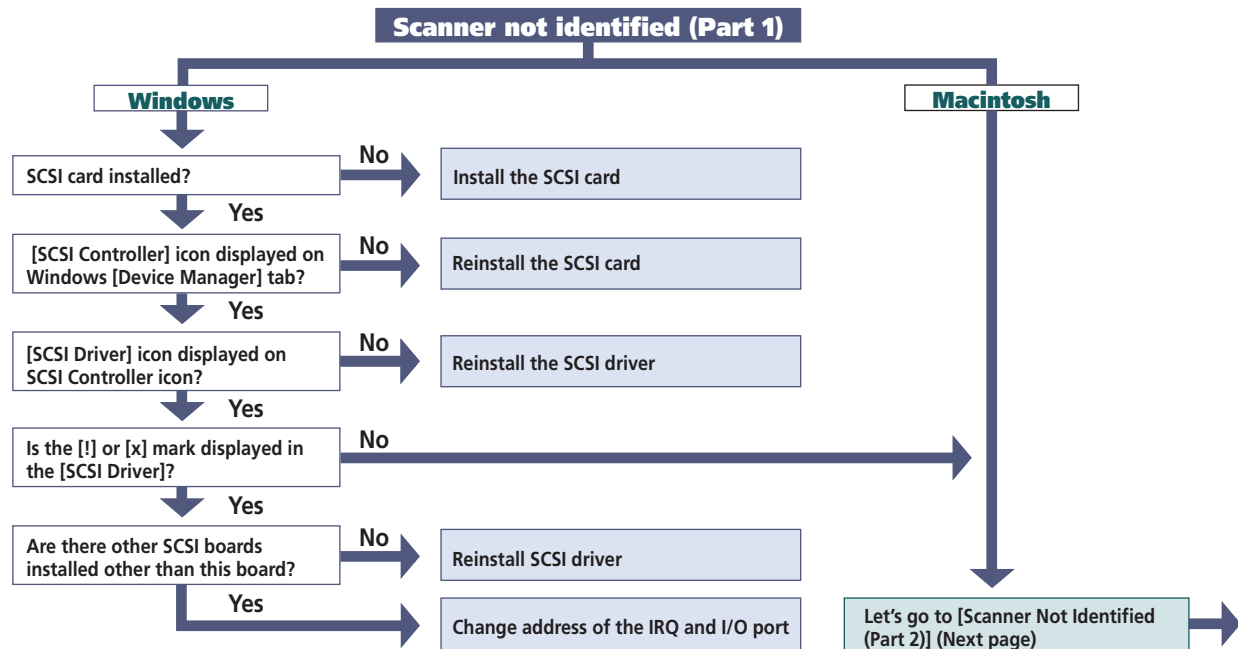 Scanner not identified (Part 1)
Windows
Macintosh
SCSI card installed?
No
Install the SCSI card
Yes
[SCSI Controller] icon displayed on
Windows [Device Manager] tab?
No
Reinstall the SCSI card
Yes
[SCSI Driver] icon displayed on
SCSI Controller icon?
No
Reinstall the SCSI driver
Yes
Is the [!] or [x] mark displayed in
the [SCSI Driver]?
No
Yes
Are there other SCSI boards
installed other than this board?
No
Reinstall SCSI driver
Yes
Change address of the IRQ and I/O port
Let's go to [Scanner Not Identified
(Part 2)] (Next page)